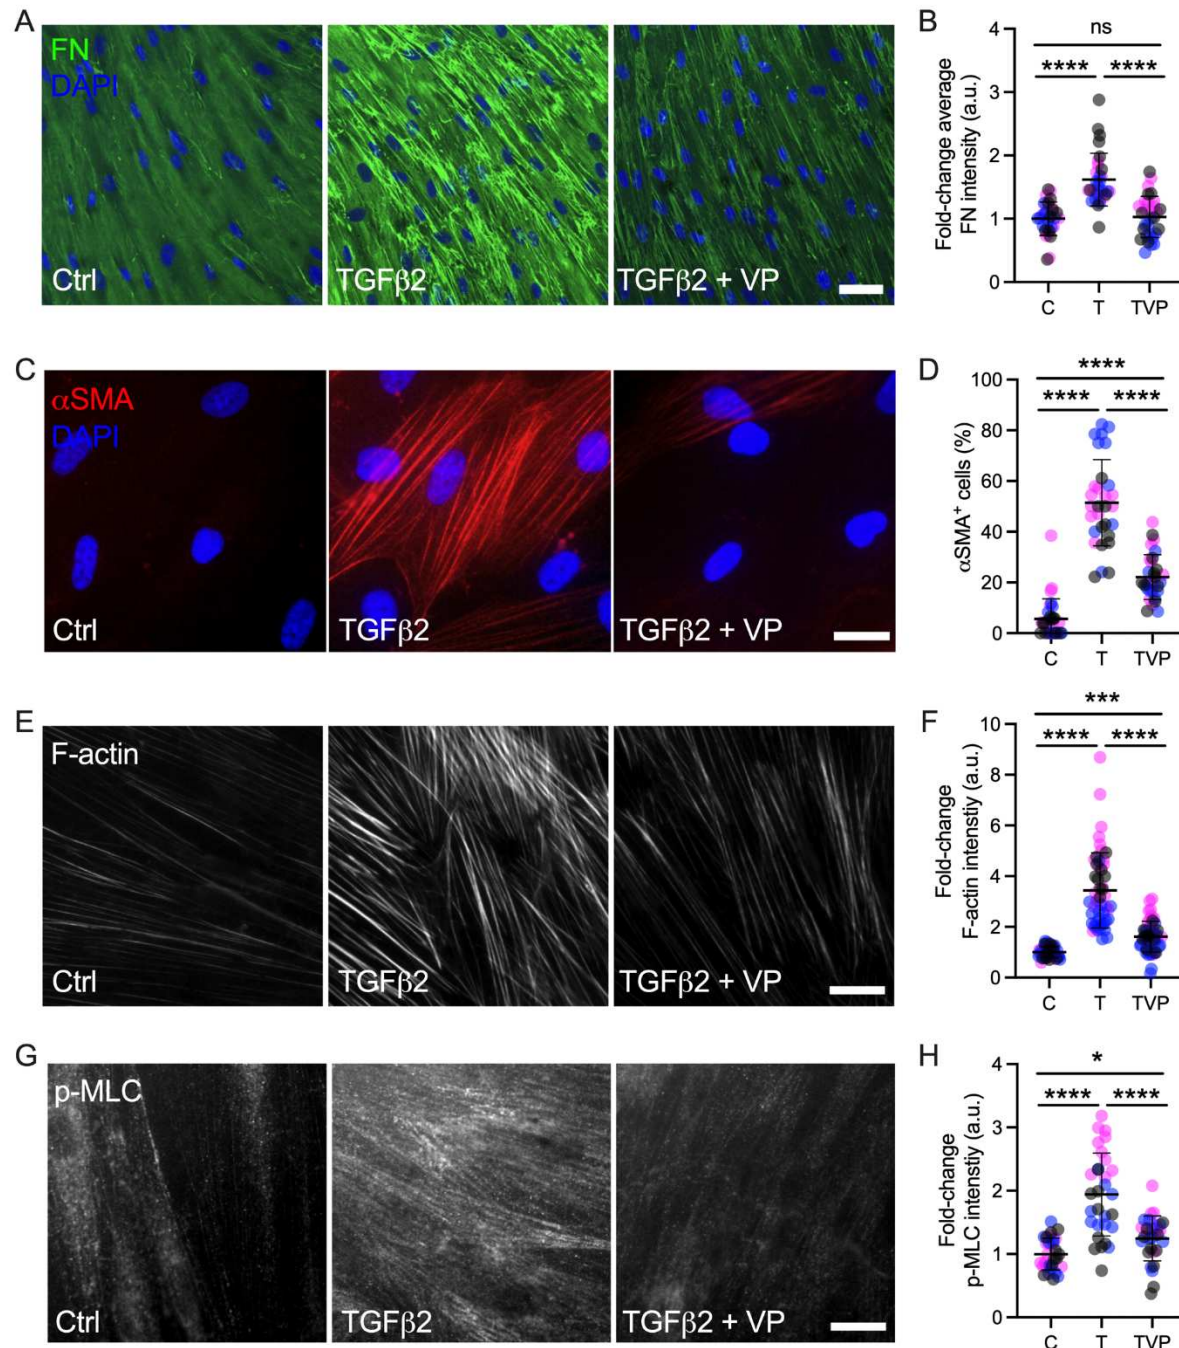 A
FN
DAPI
Ctrl
TGFβ2
TGFβ2 + VP
B
Fold-change average
FN intensity (a.u.)
ns
**** ****
4
3
2
1
0
C T TVP
C
αSMA
DAPI
Ctrl
TGFβ2
TGFβ2 + VP
D
αSMA+ cells (%)
****
**** ****
100
80
60
40
20
0
C T TVP
E
F-actin
Ctrl
TGFβ2
TGFβ2 + VP
F
Fold-change
F-actin intenstiy (a.u.)
***
**** ****
10
8
6
4
2
0
C T TVP
G
p-MLC
Ctrl
TGFβ2
TGFβ2 + VP
H
Fold-change
p-MLC intenstiy (a.u.)
*
**** ****
4
3
2
1
0
C T TVP